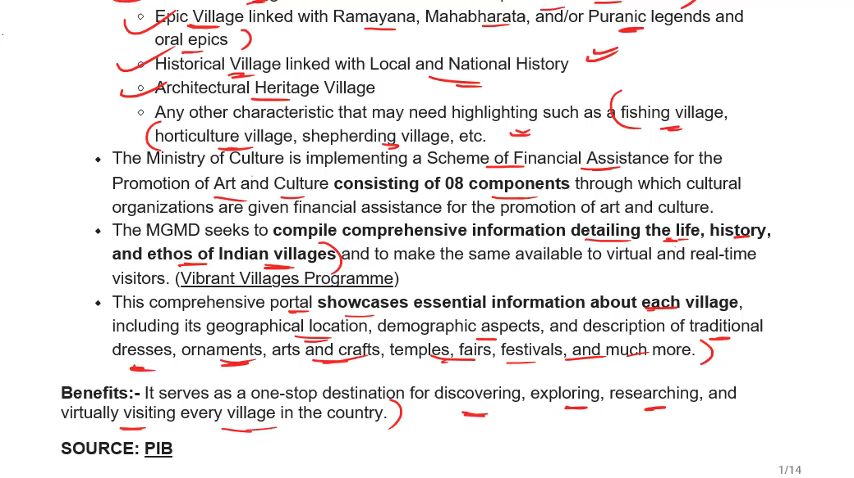 Epic Village linked with Ramayana, Mahabharata, and/or Puranic legends and
oral epics
Historical Village linked with Local and National History
Architectural Heritage Village
Any other characteristic that may need highlighting such as a fishing village,
horticulture village, shepherding village, etc.
The Ministry of Culture is implementing a Scheme of Financial Assistance for the
Promotion of Art and Culture consisting of 08 components through which cultural
organizations are given financial assistance for the promotion of art and culture.
The MGMD seeks to compile comprehensive information detailing the life, history,
and ethos of Indian villages and to make the same available to virtual and real-time
visitors. (Vibrant Villages Programme)
This comprehensive portal showcases essential information about each village,
including its geographical location, demographic aspects, and description of traditional
dresses, ornaments, arts and crafts, temples, fairs, festivals, and much more.
Benefits:- It serves as a one-stop destination for discovering, exploring, researching, and
virtually visiting every village in the country.
SOURCE: PIB
1/14